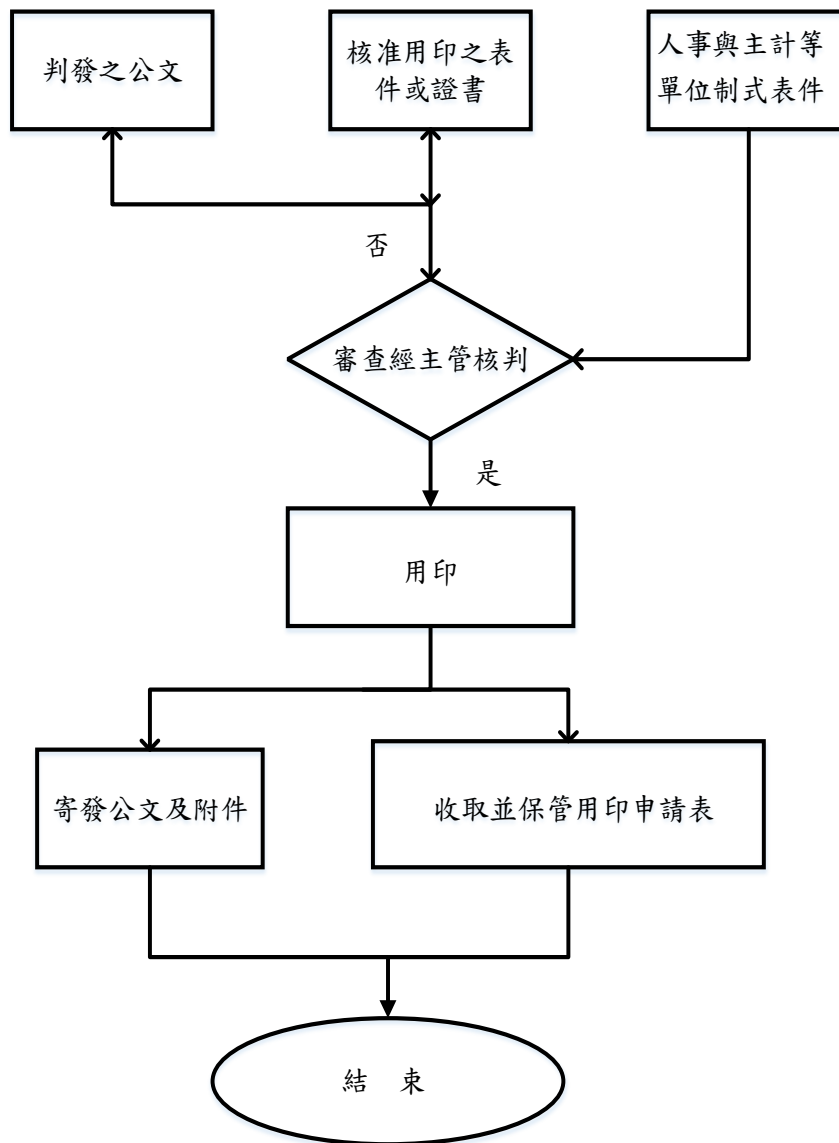 判發之公文
核准用印之表
件或證書
人事與主計等
單位制式表件
否
審查經主管核判
是
用印
寄發公文及附件
收取並保管用印申請表
結 束